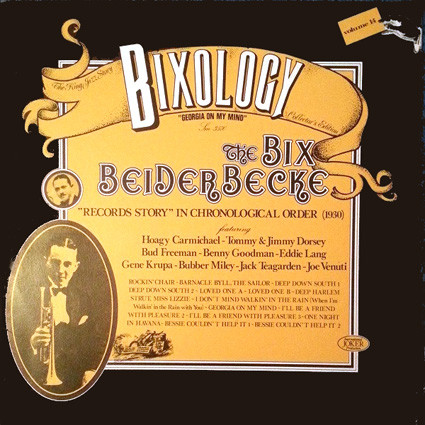 volume 14
The King Jazz Story
BIXOLOGY
Collector's Edition
"GEORGIA ON MY MIND"
The BIX
BEIDERBECKE
"RECORDS STORY" IN CHRONOLOGICAL ORDER (1930)
featuring
Hoagy Carmichael - Tommy & Jimmy Dorsey
Bud Freeman - Benny Goodman - Eddie Lang
Gene Krupa - Bubber Miley - Jack Teagarden - Joe Venuti
ROCKIN' CHAIR - BARNACLE BYLL, THE SAILOR - DEEP DOWN SOUTH 1
DEEP DOWN SOUTH 2 - LOVED ONE A - LOVED ONE B - DEEP HARLEM
STRUT MISS LIZZIE - I DON'T MIND WALKIN' IN THE RAIN (When I'm
Walkin' in the Rain with You) - GEORGIA ON MY MIND - I'LL BE A FRIEND
WITH PLEASURE 2 - I'LL BE A FRIEND WITH PLEASURE 3 - ONE NIGHT
IN HAVANA - BESSIE COULDN'T HELP IT 1 - BESSIE COULDN'T HELP IT 2
JOKER